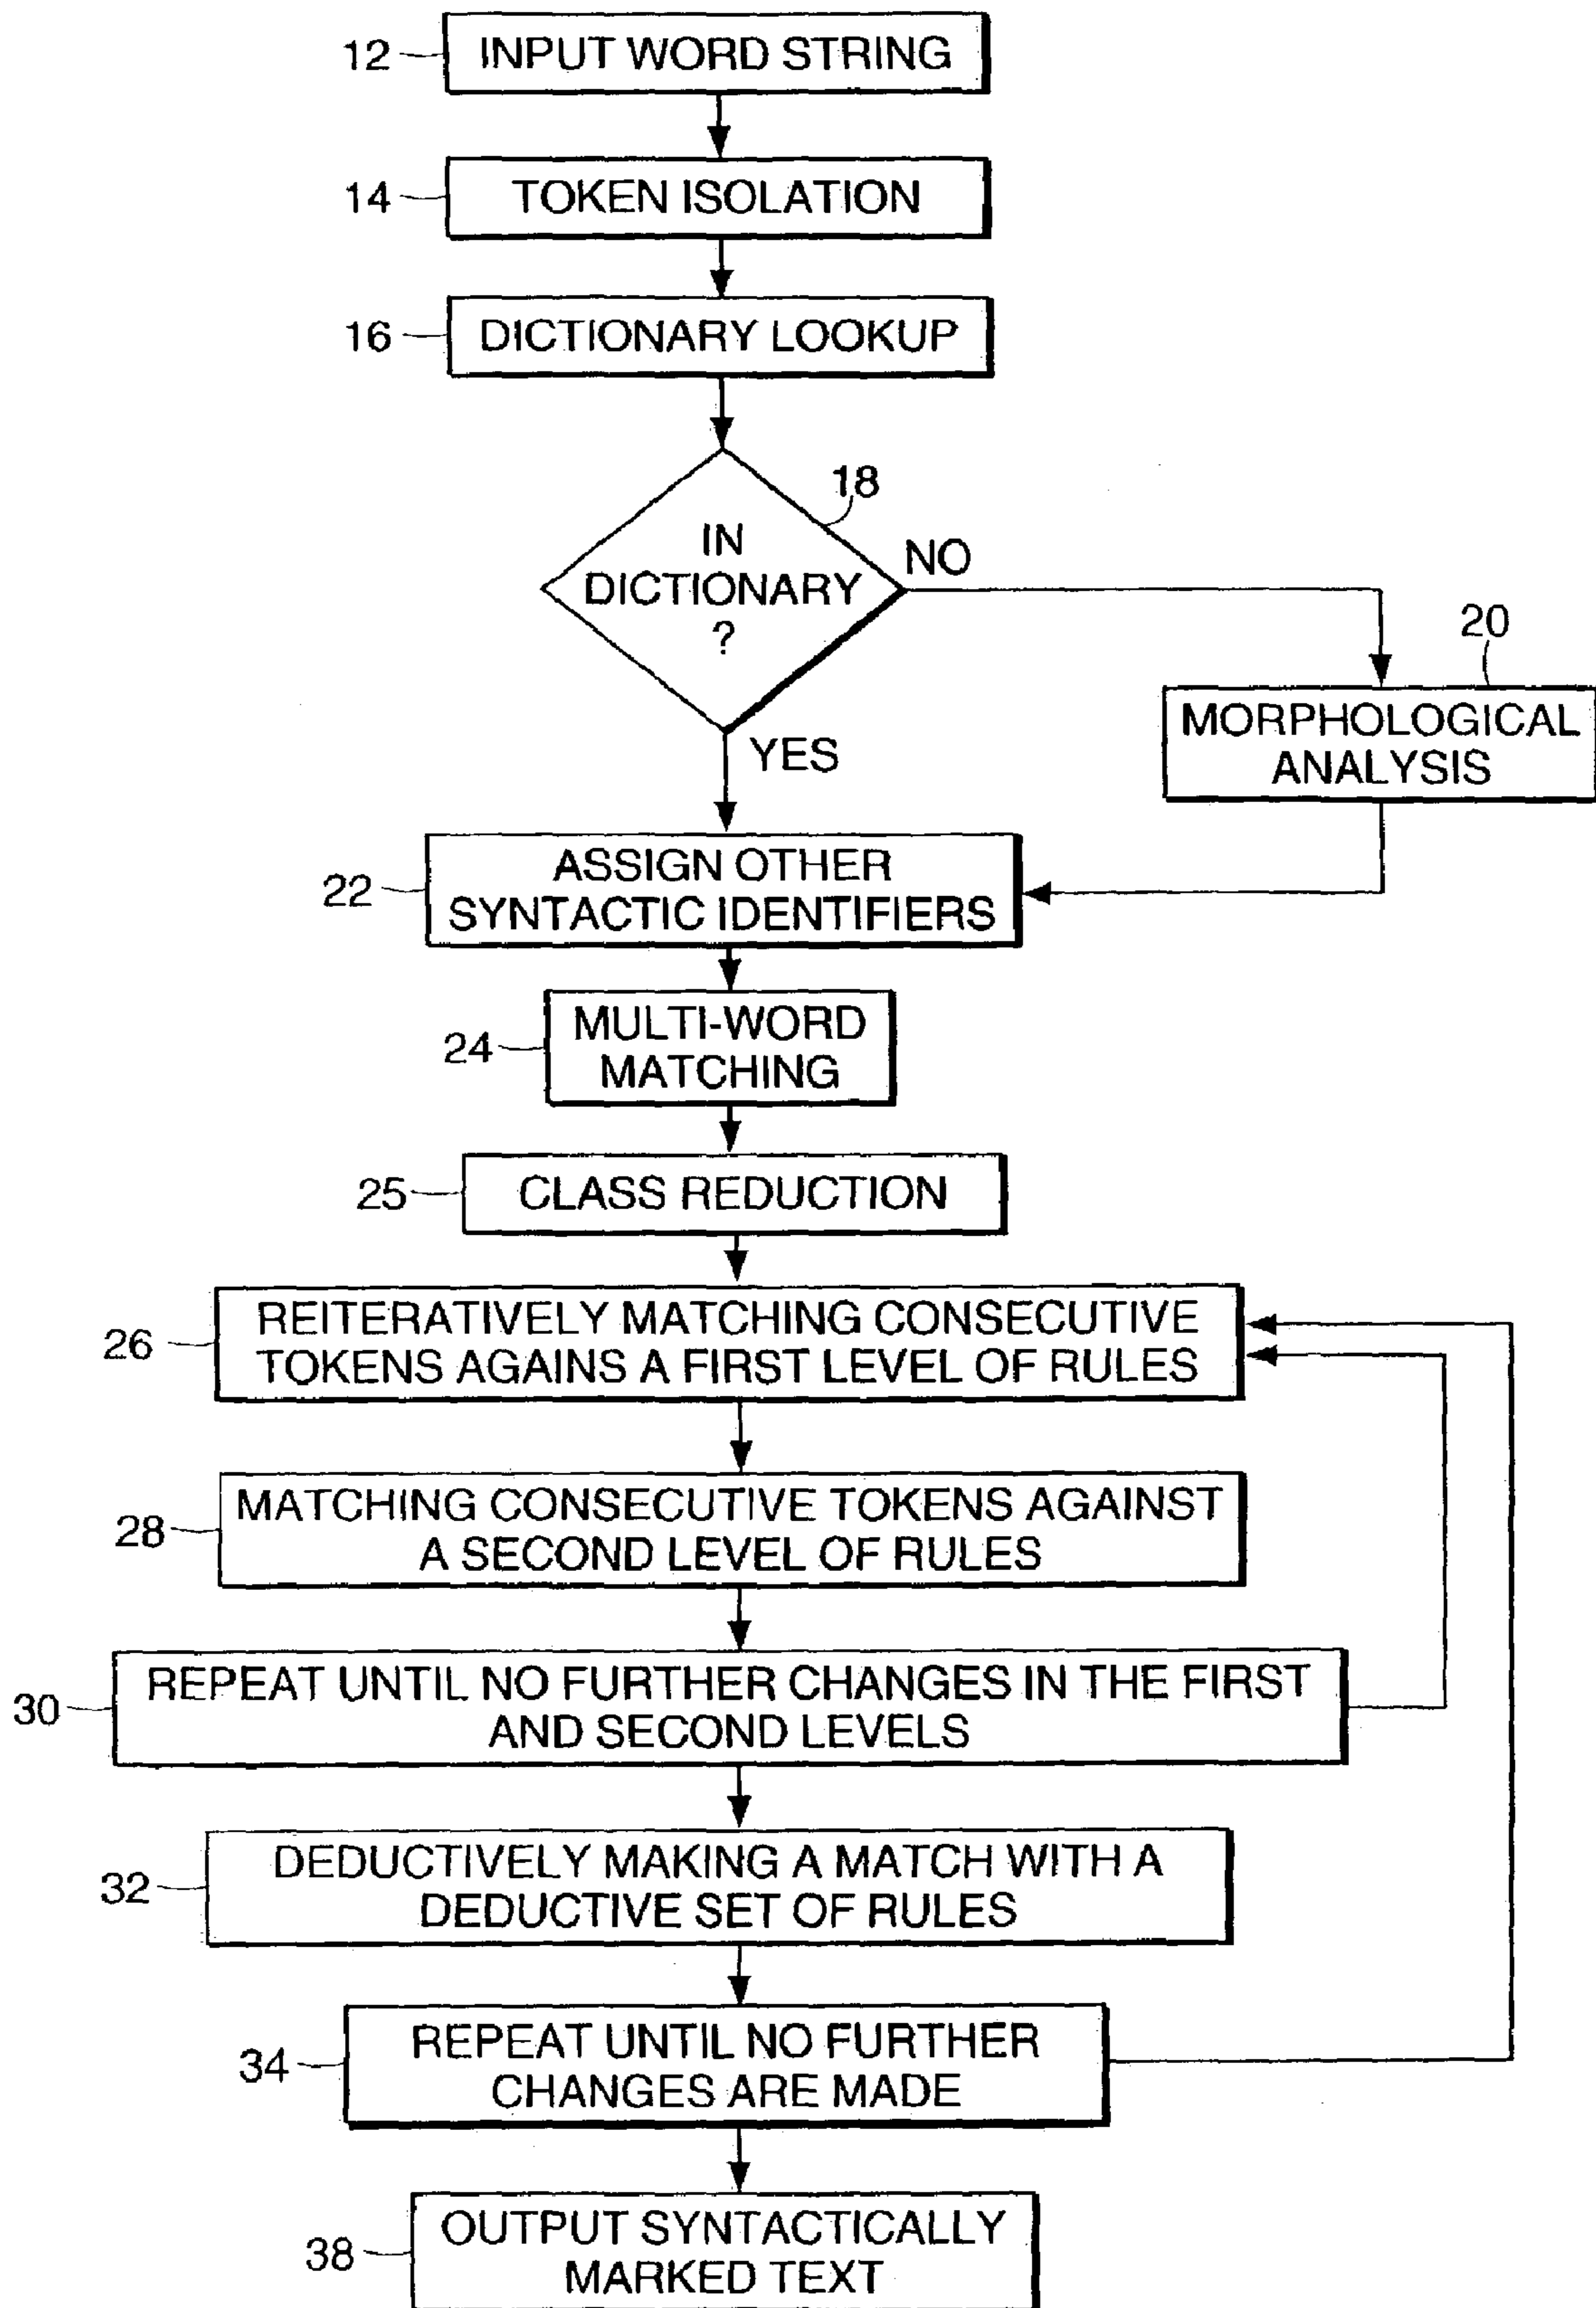 12
INPUT WORD STRING
14
TOKEN ISOLATION
16
DICTIONARY LOOKUP
18
IN
DICTIONARY
?
NO
YES
20
MORPHOLOGICAL
ANALYSIS
22
ASSIGN OTHER
SYNTACTIC IDENTIFIERS
24
MULTI-WORD
MATCHING
25
CLASS REDUCTION
26
REITERATIVELY MATCHING CONSECUTIVE
TOKENS AGAINS A FIRST LEVEL OF RULES
28
MATCHING CONSECUTIVE TOKENS AGAINST
A SECOND LEVEL OF RULES
30
REPEAT UNTIL NO FURTHER CHANGES IN THE FIRST
AND SECOND LEVELS
32
DEDUCTIVELY MAKING A MATCH WITH A
DEDUCTIVE SET OF RULES
34
REPEAT UNTIL NO FURTHER
CHANGES ARE MADE
38
OUTPUT SYNTACTICALLY
MARKED TEXT